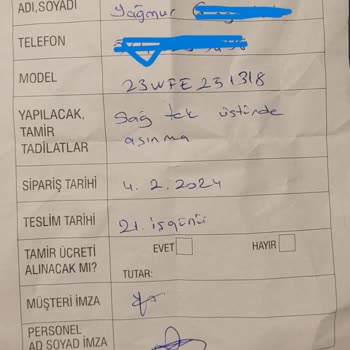 ADI,SOYADI Yağmur
TELEFON
MODEL 23WFE231318
YAPILACAK, Sağ tek üstünde
TAMİR aşınma
TADİLATLAR
SİPARİŞ TARİHİ 4.2.2024
TESLİM TARİHİ 21. işgünü
TAMİR ÜCRETİ EVET HAYIR
ALINACAK MI? TUTAR:
MÜŞTERİ İMZA
PERSONEL
AD SOYAD İMZA